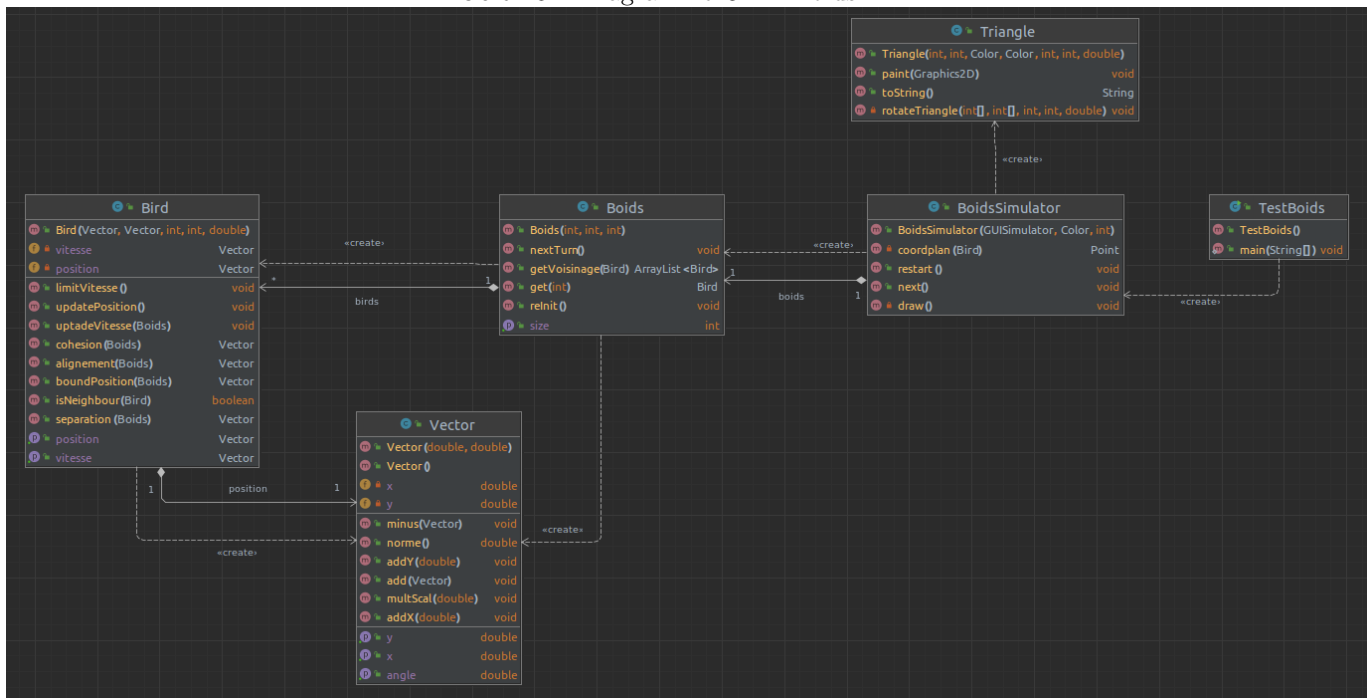 Triangle
Triangle(int, int, Color, Color, int, int, double)
paint(Graphics2D) void
toString() String
rotateTriangle(int[], int[], int, int, double) void
«create»
Bird
Bird(Vector, Vector, int, int, double)
vitesse Vector
position Vector
limitVitesse() void
updatePosition() void
uptadeVitesse(Boids) void
cohesion(Boids) Vector
alignement(Boids) Vector
boundPosition(Boids) Vector
isNeighbour(Bird) boolean
separation(Boids) Vector
position Vector
vitesse Vector
«create»
*
1
birds
Boids
Boids(int, int, int)
nextTurn() void
getVoisinage(Bird) ArrayList<Bird>
get(int) Bird
reInit() void
size int
«create»
1
boids
1
BoidsSimulator
BoidsSimulator(GUISimulator, Color, int)
coordplan(Bird) Point
restart() void
next() void
draw() void
TestBoids
TestBoids()
main(String[]) void
«create»
1
position
1
«create»
Vector
Vector(double, double)
Vector()
x double
y double
minus(Vector) void
norme() double
addY(double) void
add(Vector) void
multScal(double) void
addX(double) void
y double
x double
angle double
«create»